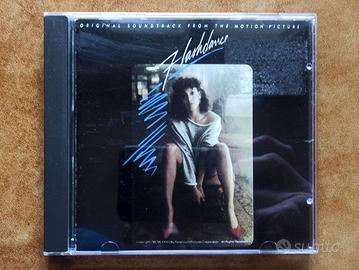 ORIGINAL SOUNDTRACK FROM THE MOTION PICTURE
Flashdance
subito